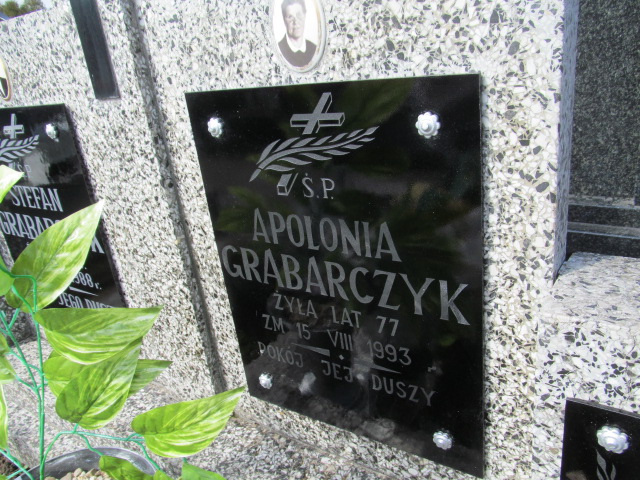 Ś.P.
APOLONIA
GRABARCZYK
ŻYŁA LAT 77
ZM 15 VIII 1993
POKÓJ JEJ DUSZY
STEFAN